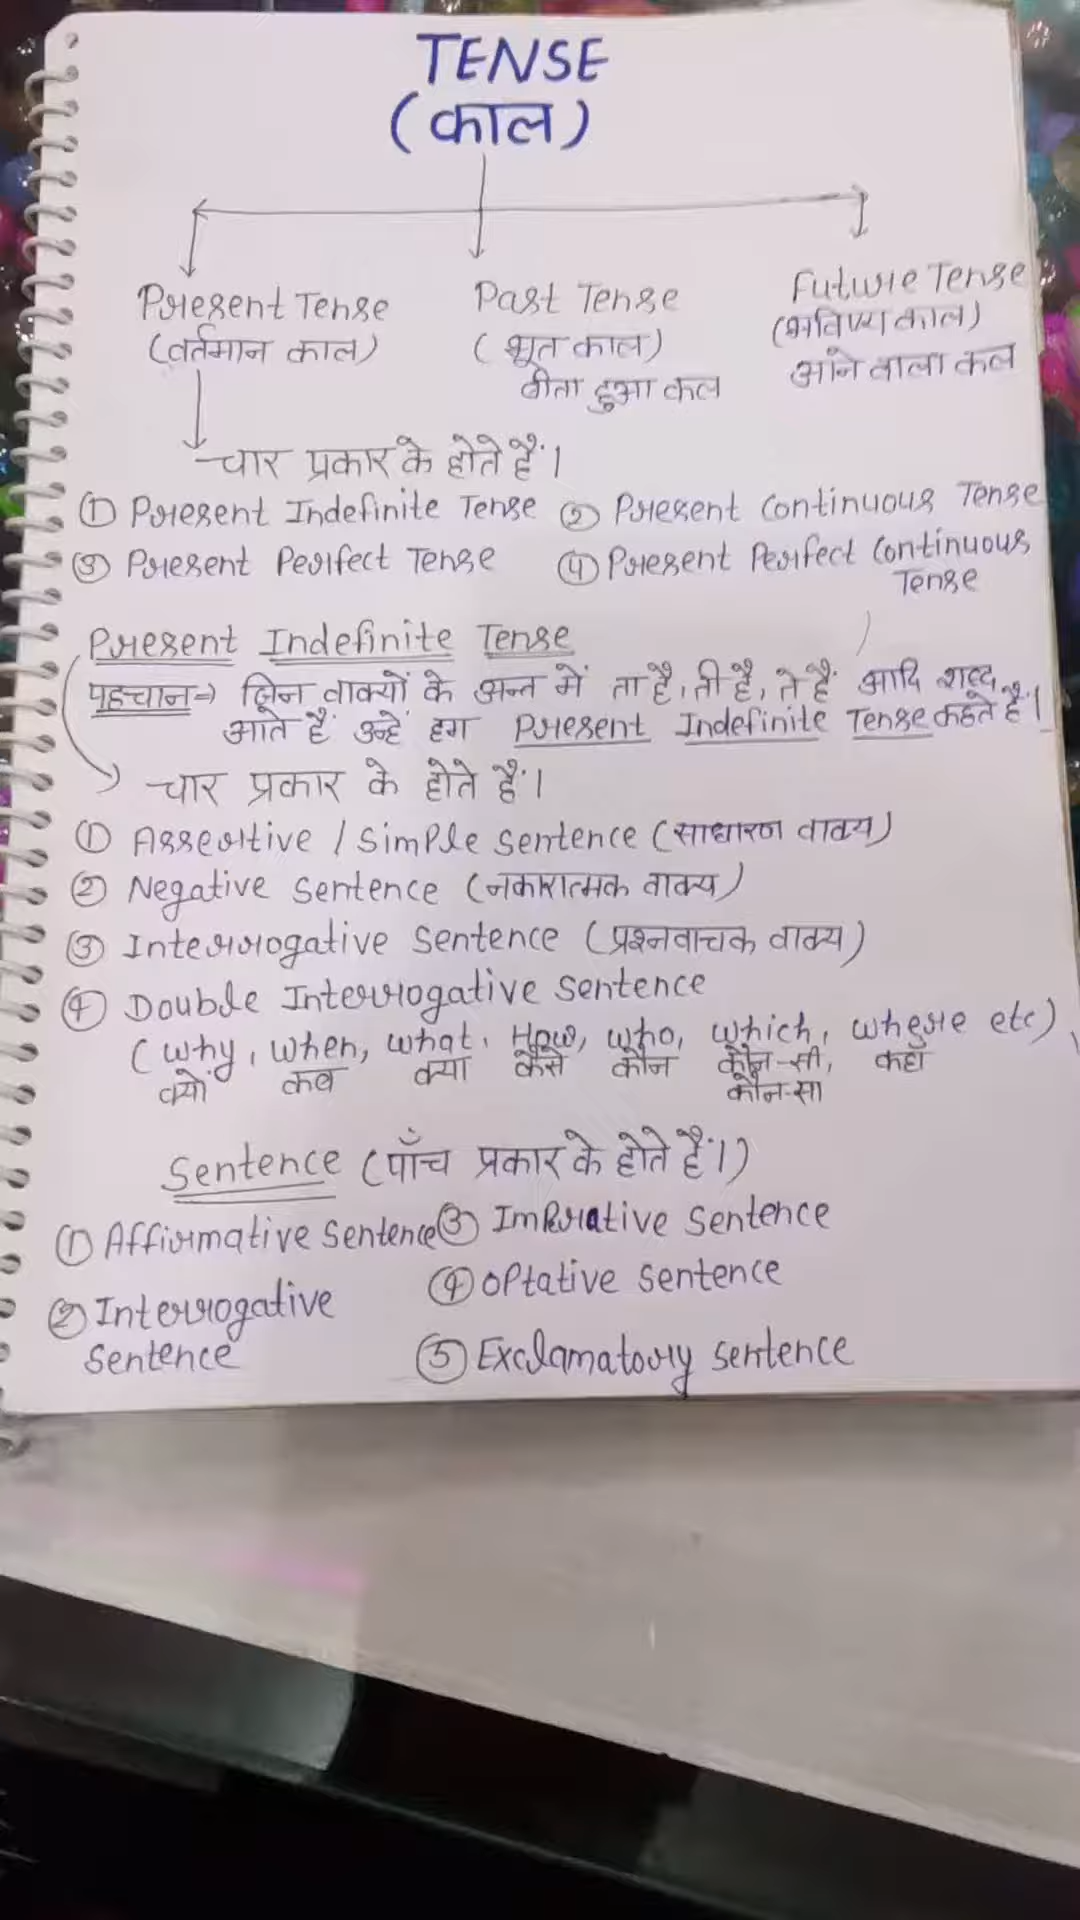 TENSE
(काल)
Present Tense
(वर्तमान काल)
Past Tense
(भूत काल)
बीता हुआ कल
Future Tense
(भविष्य काल)
आने वाला कल
चार प्रकार के होते हैं।
① Present Indefinite Tense ② Present Continuous Tense
③ Present Perfect Tense ④ Present Perfect Continuous
Tense
Present Indefinite Tense
पहचान⇒ जिन वाक्यों के अन्त में ता है, ती है, ते हैं आदि शब्द
आते हैं उन्हें हम Present Indefinite Tense कहते हैं।
चार प्रकार के होते हैं।
① Assertive / Simple sentence (साधारण वाक्य)
② Negative sentence (नकारात्मक वाक्य)
③ Interrogative sentence (प्रश्नवाचक वाक्य)
④ Double Interrogative sentence
(why, when, what, How, who, which, where etc)
क्यों कब क्या कैसे कौन कौन-सी, कहाँ
कौन-सा
Sentence (पाँच प्रकार के होते हैं।)
① Affirmative sentence ③ Imperative sentence
④ Optative sentence
② Interrogative
sentence
⑤ Exclamatory sentence